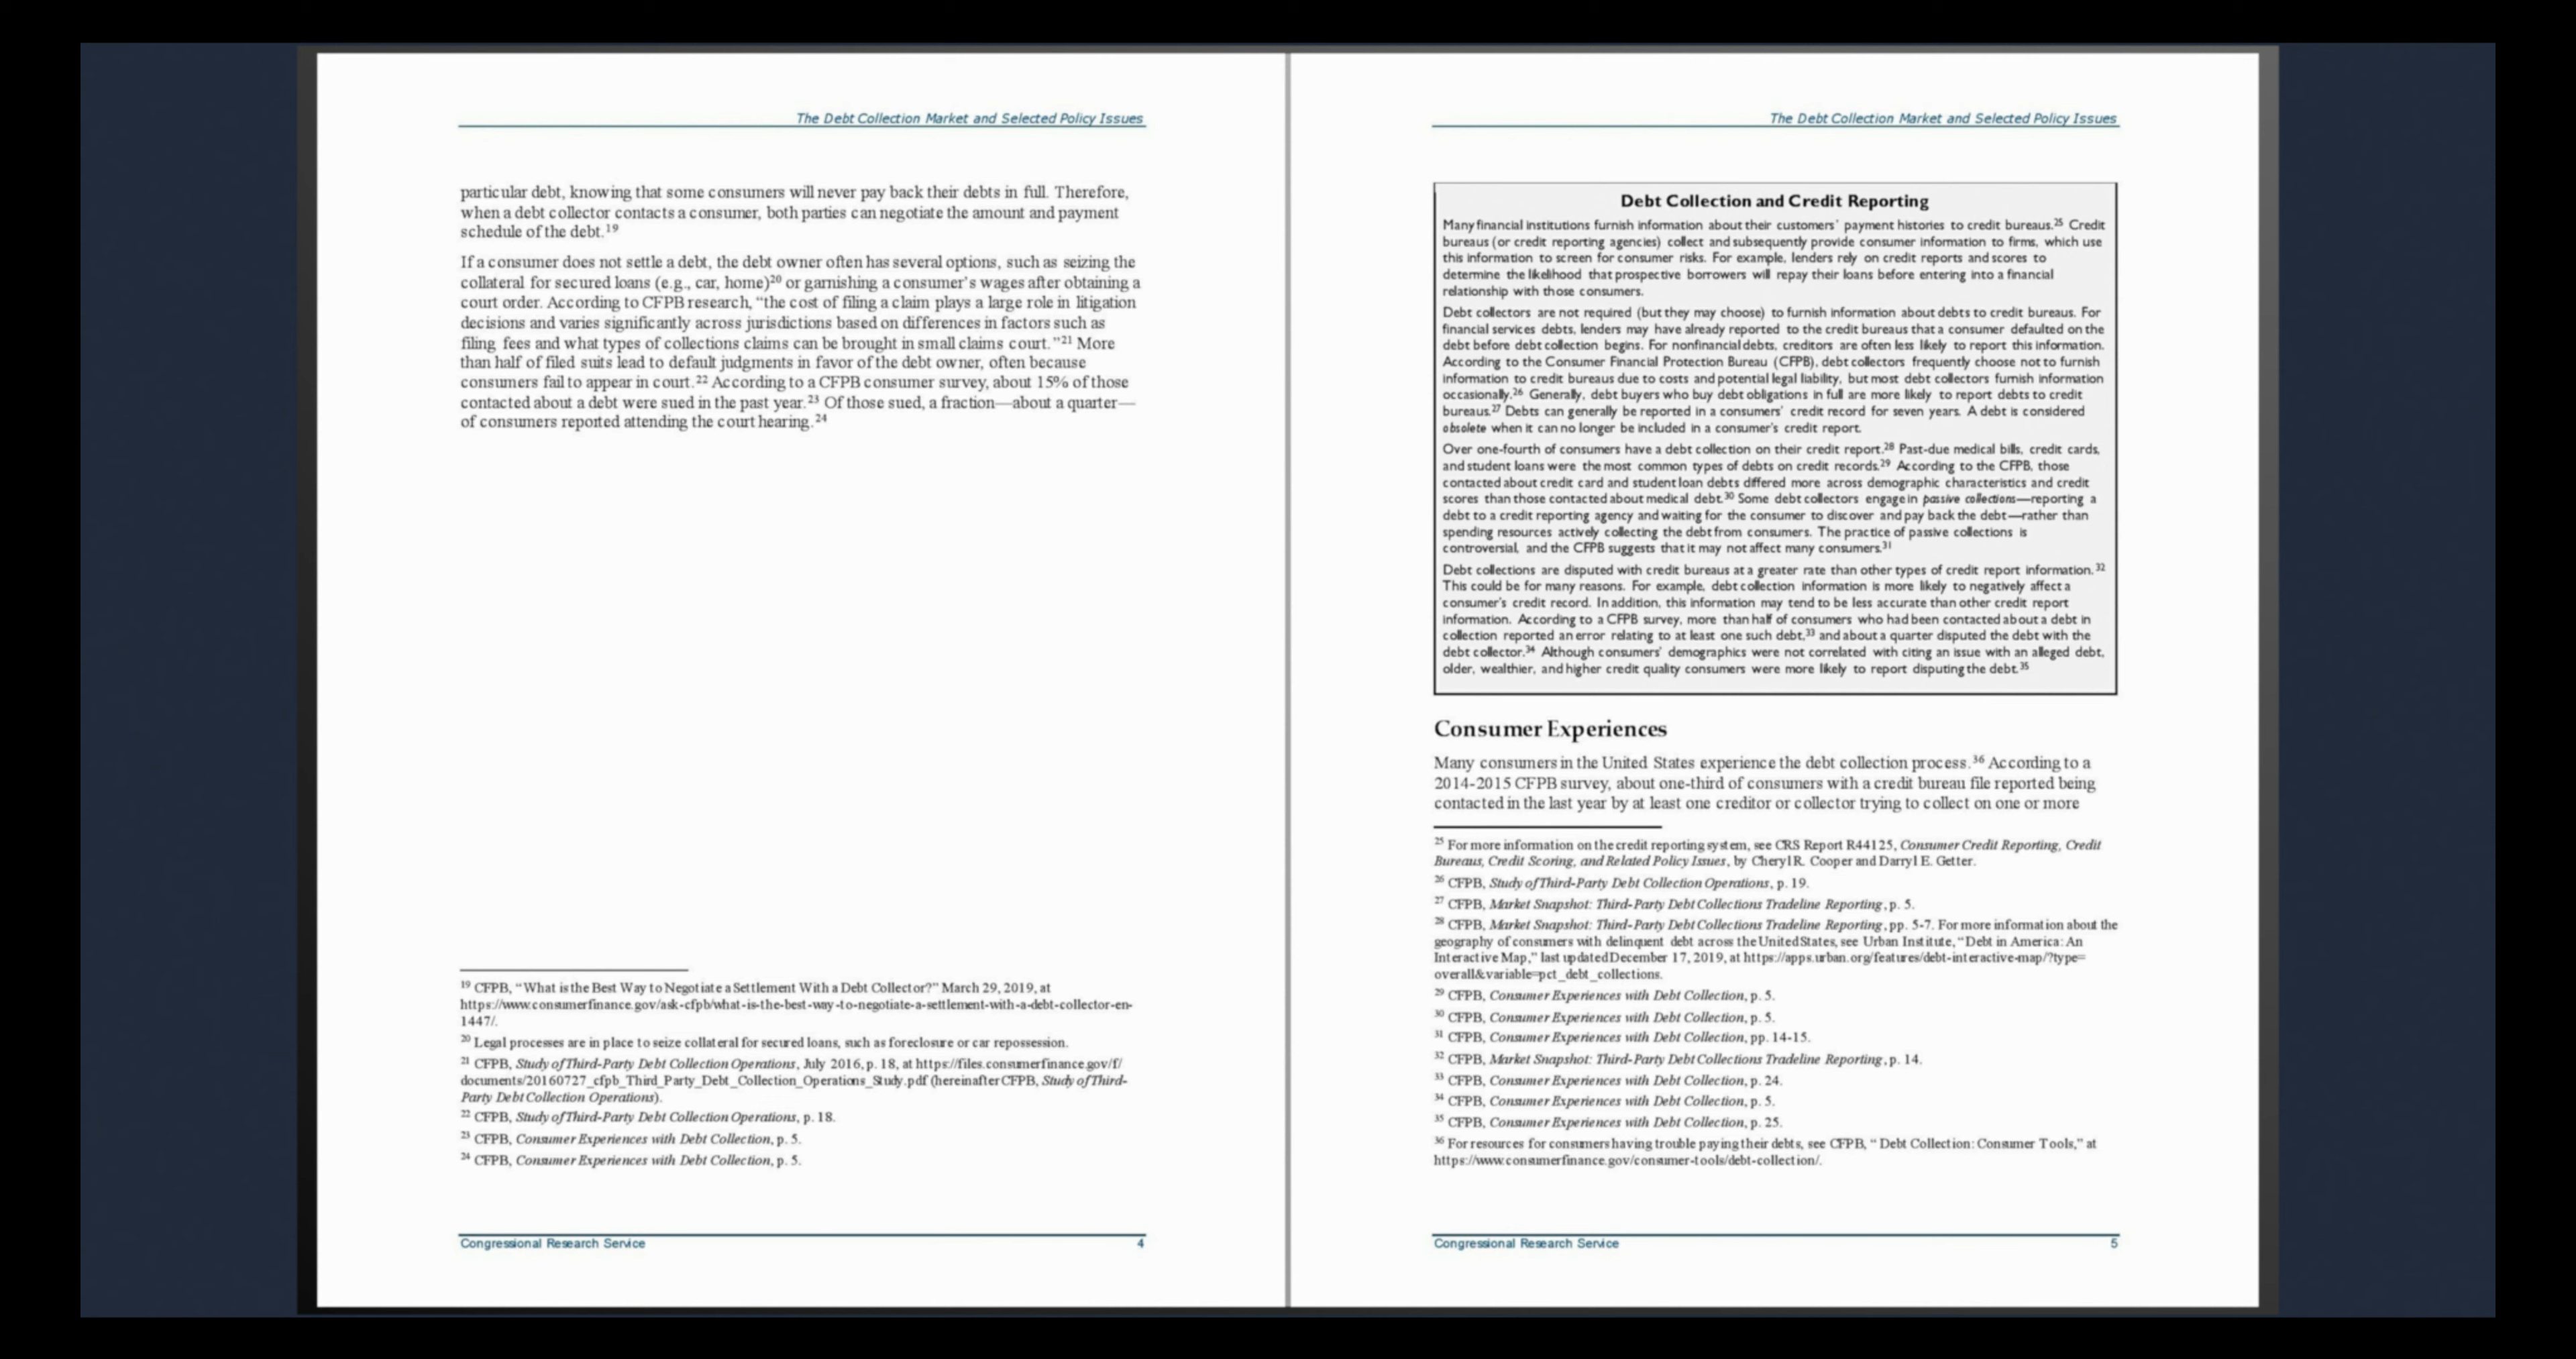 The Debt Collection Market and Selected Policy Issues
particular debt, knowing that some consumers will never pay back their debts in full. Therefore,
when a debt collector contacts a consumer, both parties can negotiate the amount and payment
schedule of the debt.19
If a consumer does not settle a debt, the debt owner often has several options, such as seizing the
collateral for secured loans (e.g., car, home)20 or garnishing a consumer's wages after obtaining a
court order. According to CFPB research, "the cost of filing a claim plays a large role in litigation
decisions and varies significantly across jurisdictions based on differences in factors such as
filing fees and what types of collections claims can be brought in small claims court."21 More
than half of filed suits lead to default judgments in favor of the debt owner, often because
consumers fail to appear in court.22 According to a CFPB consumer survey, about 15% of those
contacted about a debt were sued in the past year.23 Of those sued, a fraction—about a quarter—
of consumers reported attending the court hearing.24
19 CFPB, "What is the Best Way to Negotiate a Settlement With a Debt Collector?" March 29, 2019, at
https://www.consumerfinance.gov/ask-cfpb/what-is-the-best-way-to-negotiate-a-settlement-with-a-debt-collector-en-
1447/.
20 Legal processes are in place to seize collateral for secured loans, such as foreclosure or car repossession.
21 CFPB, Study of Third-Party Debt Collection Operations, July 2016, p. 18, at https://files.consumerfinance.gov/f/
documents/20160727_cfpb_Third_Party_Debt_Collection_Operations_Study.pdf (hereinafter CFPB, Study of Third-
Party Debt Collection Operations).
22 CFPB, Study of Third-Party Debt Collection Operations, p. 18.
23 CFPB, Consumer Experiences with Debt Collection, p. 5.
24 CFPB, Consumer Experiences with Debt Collection, p. 5.
Congressional Research Service 4
The Debt Collection Market and Selected Policy Issues
Debt Collection and Credit Reporting
Many financial institutions furnish information about their customers' payment histories to credit bureaus.25 Credit
bureaus (or credit reporting agencies) collect and subsequently provide consumer information to firms, which use
this information to screen for consumer risks. For example, lenders rely on credit reports and scores to
determine the likelihood that prospective borrowers will repay their loans before entering into a financial
relationship with those consumers.
Debt collectors are not required (but they may choose) to furnish information about debts to credit bureaus. For
financial services debts, lenders may have already reported to the credit bureaus that a consumer defaulted on the
debt before debt collection begins. For nonfinancial debts, creditors are often less likely to report this information.
According to the Consumer Financial Protection Bureau (CFPB), debt collectors frequently choose not to furnish
information to credit bureaus due to costs and potential legal liability, but most debt collectors furnish information
occasionally.26 Generally, debt buyers who buy debt obligations in full are more likely to report debts to credit
bureaus.27 Debts can generally be reported in a consumers' credit record for seven years. A debt is considered
obsolete when it can no longer be included in a consumer's credit report.
Over one-fourth of consumers have a debt collection on their credit report.28 Past-due medical bills, credit cards,
and student loans were the most common types of debts on credit records.29 According to the CFPB, those
contacted about credit card and student loan debts differed more across demographic characteristics and credit
scores than those contacted about medical debt.30 Some debt collectors engage in passive collections—reporting a
debt to a credit reporting agency and waiting for the consumer to discover and pay back the debt—rather than
spending resources actively collecting the debt from consumers. The practice of passive collections is
controversial, and the CFPB suggests that it may not affect many consumers.31
Debt collections are disputed with credit bureaus at a greater rate than other types of credit report information.32
This could be for many reasons. For example, debt collection information is more likely to negatively affect a
consumer's credit record. In addition, this information may tend to be less accurate than other credit report
information. According to a CFPB survey, more than half of consumers who had been contacted about a debt in
collection reported an error relating to at least one such debt,33 and about a quarter disputed the debt with the
debt collector.34 Although consumers' demographics were not correlated with citing an issue with an alleged debt,
older, wealthier, and higher credit quality consumers were more likely to report disputing the debt.35
Consumer Experiences
Many consumers in the United States experience the debt collection process.36 According to a
2014-2015 CFPB survey, about one-third of consumers with a credit bureau file reported being
contacted in the last year by at least one creditor or collector trying to collect on one or more
25 For more information on the credit reporting system, see CRS Report R44125, Consumer Credit Reporting, Credit
Bureaus, Credit Scoring, and Related Policy Issues, by Cheryl R. Cooper and Darryl E. Getter.
26 CFPB, Study of Third-Party Debt Collection Operations, p. 19.
27 CFPB, Market Snapshot: Third-Party Debt Collections Tradeline Reporting, p. 5.
28 CFPB, Market Snapshot: Third-Party Debt Collections Tradeline Reporting, pp. 5-7. For more information about the
geography of consumers with delinquent debt across the United States, see Urban Institute, "Debt in America: An
Interactive Map," last updated December 17, 2019, at https://apps.urban.org/features/debt-interactive-map/?type=
overall&variable=pct_debt_collections.
29 CFPB, Consumer Experiences with Debt Collection, p. 5.
30 CFPB, Consumer Experiences with Debt Collection, p. 5.
31 CFPB, Consumer Experiences with Debt Collection, pp. 14-15.
32 CFPB, Market Snapshot: Third-Party Debt Collections Tradeline Reporting, p. 14.
33 CFPB, Consumer Experiences with Debt Collection, p. 24.
34 CFPB, Consumer Experiences with Debt Collection, p. 5.
35 CFPB, Consumer Experiences with Debt Collection, p. 25.
36 For resources for consumers having trouble paying their debts, see CFPB, "Debt Collection: Consumer Tools," at
https://www.consumerfinance.gov/consumer-tools/debt-collection/.
Congressional Research Service 5